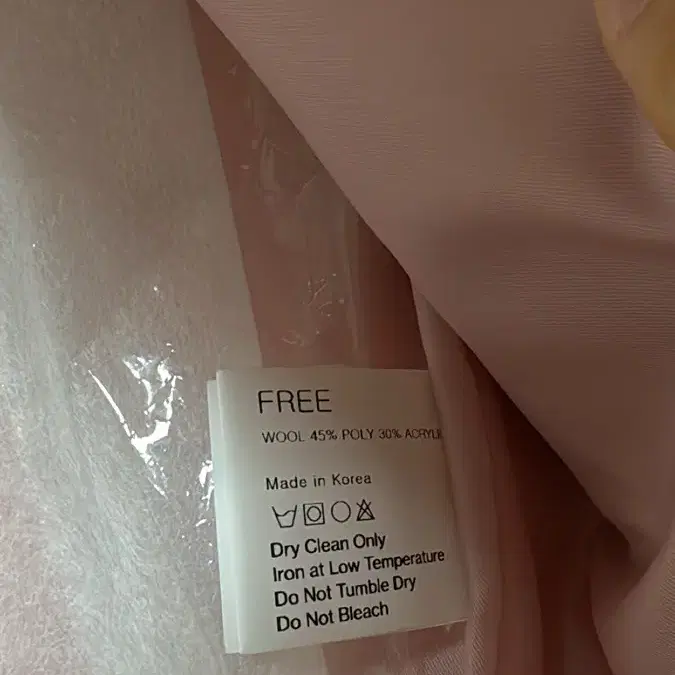 FREE
WOOL 45% POLY 30% ACRYLI
Made in Korea
Dry Clean Only
Iron at Low Temperature
Do Not Tumble Dry
Do Not Bleach